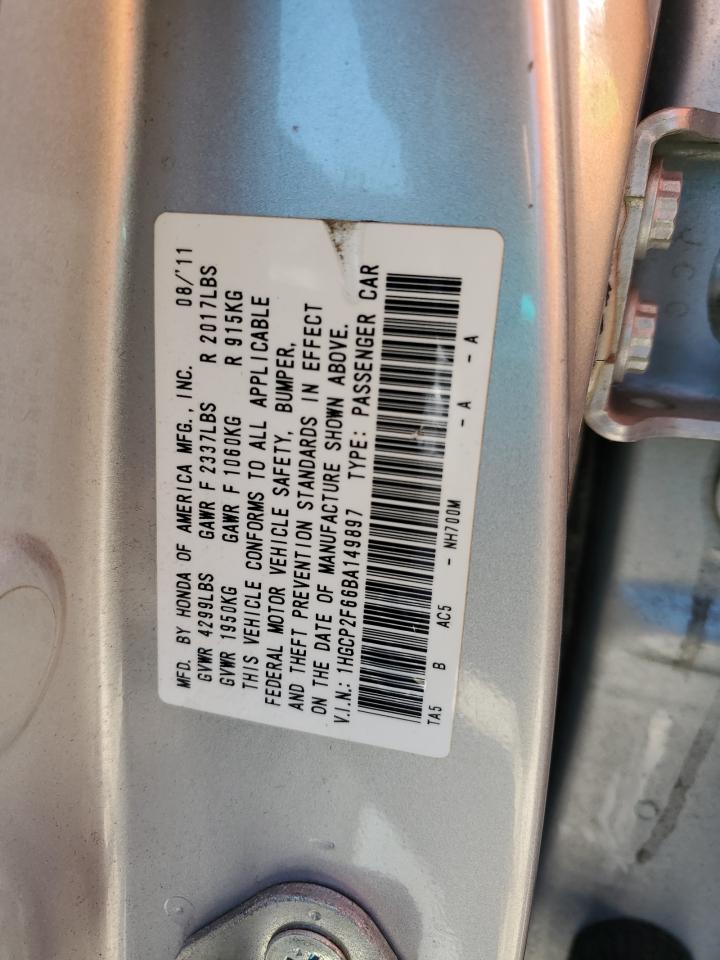 MFD. BY HONDA OF AMERICA MFG., INC. 08/'11
GVWR 4299LBS GAWR F 2337LBS R 2017LBS
GVWR 1950KG GAWR F 1060KG R 915KG
THIS VEHICLE CONFORMS TO ALL APPLICABLE
FEDERAL MOTOR VEHICLE SAFETY, BUMPER,
AND THEFT PREVENTION STANDARDS IN EFFECT
ON THE DATE OF MANUFACTURE SHOWN ABOVE.
V.I.N.: 1HGCP2F66BA149897 TYPE: PASSENGER CAR
TA5 B AC5 - NH700M - A - A